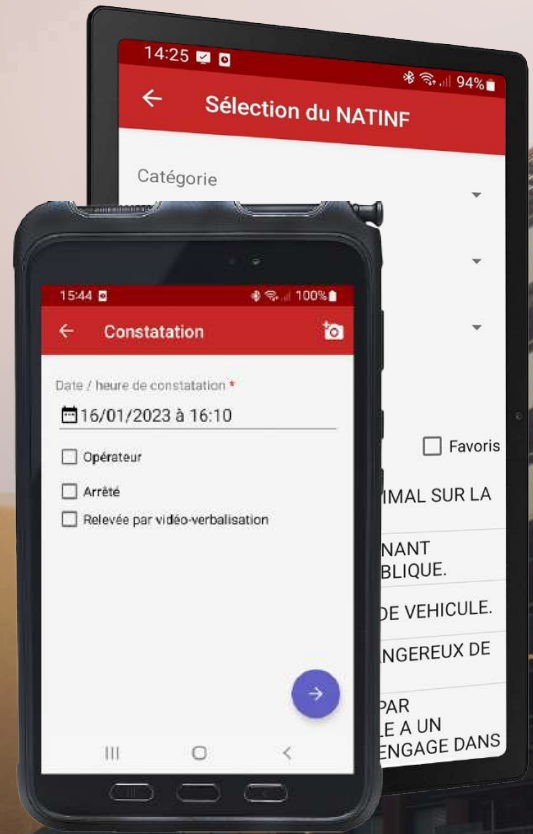 14:25
94%
Sélection du NATINF
Catégorie
Favoris
IMAL SUR LA
NANT
BLIQUE.
DE VEHICULE.
NGEREUX DE
PAR
LE A UN
ENGAGE DANS
15:44
100%
Constatation
Date / heure de constatation *
16/01/2023 à 16:10
Opérateur
Arrêté
Relevée par vidéo-verbalisation